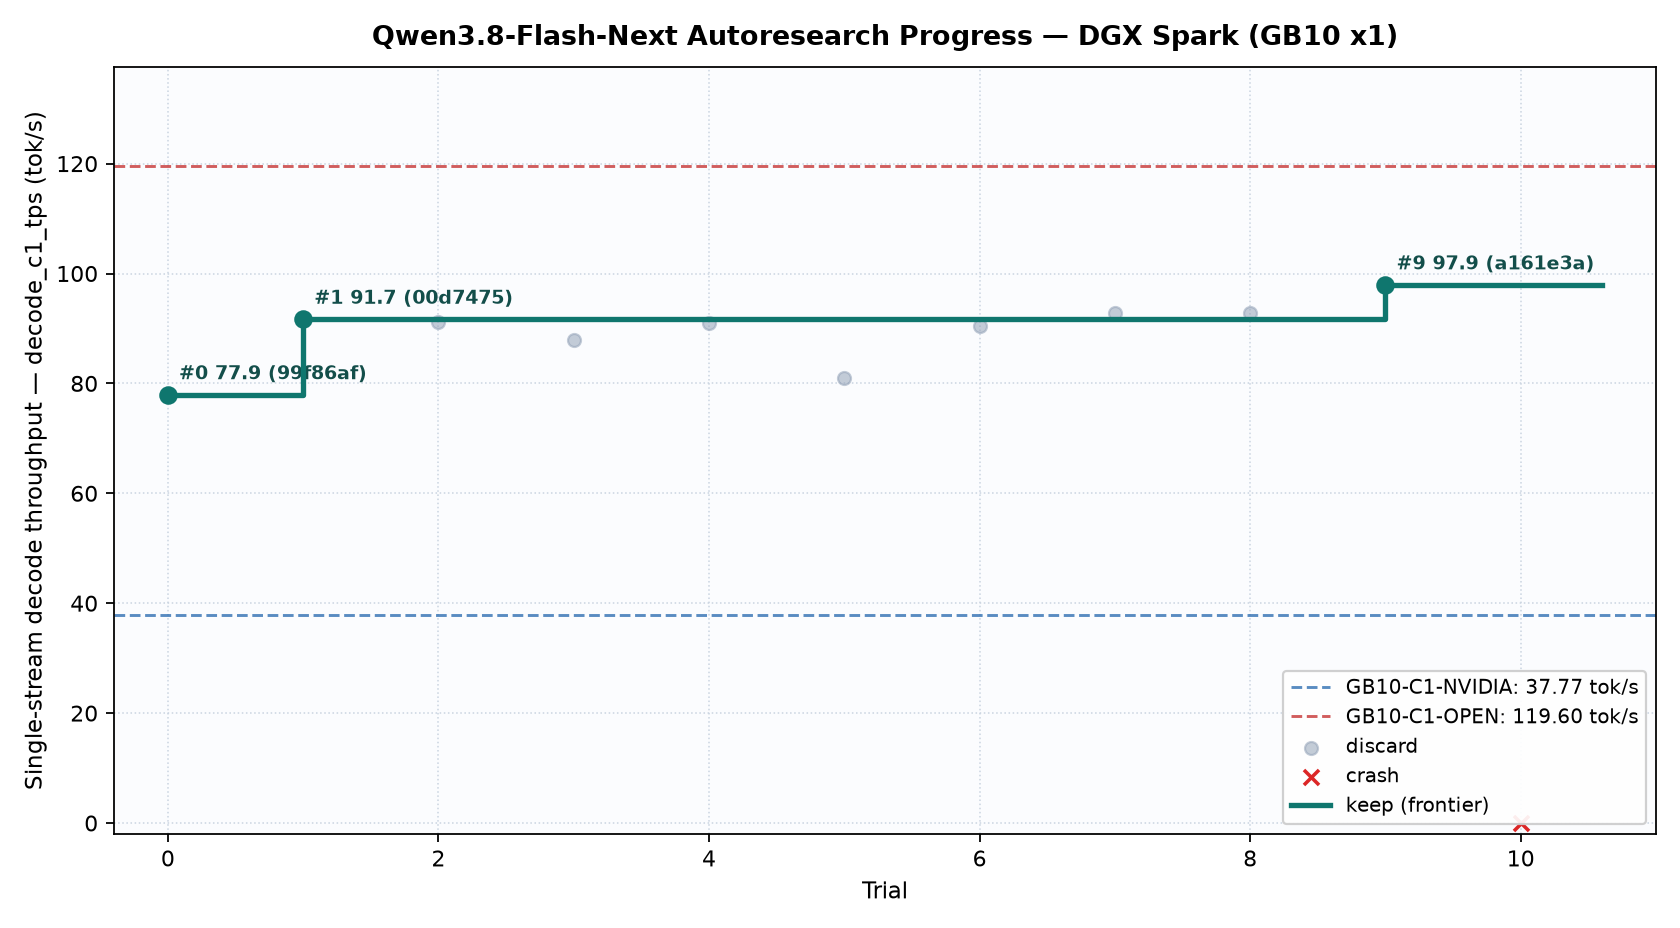 Qwen3.8-Flash-Next Autoresearch Progress — DGX Spark (GB10 x1)
Single-stream decode throughput — decode_c1_tps (tok/s)
120
100
80
60
40
20
0
#0 77.9 (99f86af)
#1 91.7 (00d7475)
#9 97.9 (a161e3a)
GB10-C1-NVIDIA: 37.77 tok/s
GB10-C1-OPEN: 119.60 tok/s
discard
crash
keep (frontier)
0
2
4
6
8
10
Trial